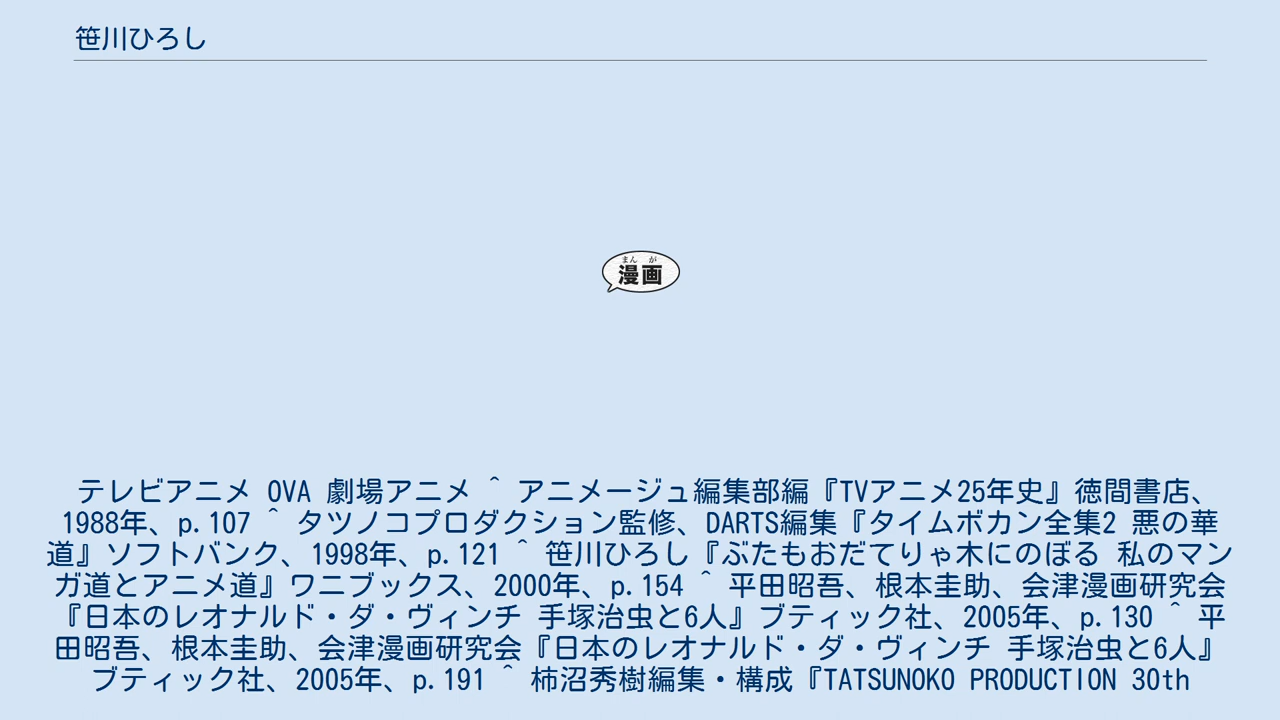 笹川ひろし
まん が
漫画
テレビアニメ OVA 劇場アニメ ^ アニメージュ編集部編『TVアニメ25年史』徳間書店、
1988年、p.107 ^ タツノコプロダクション監修、DARTS編集『タイムボカン全集2 悪の華
道』ソフトバンク、1998年、p.121 ^ 笹川ひろし『ぶたもおだてりゃ木にのぼる 私のマン
ガ道とアニメ道』ワニブックス、2000年、p.154 ^ 平田昭吾、根本圭助、会津漫画研究会
『日本のレオナルド・ダ・ヴィンチ 手塚治虫と6人』ブティック社、2005年、p.130 ^ 平
田昭吾、根本圭助、会津漫画研究会『日本のレオナルド・ダ・ヴィンチ 手塚治虫と6人』
ブティック社、2005年、p.191 ^ 柿沼秀樹編集・構成『TATSUNOKO PRODUCTION 30th